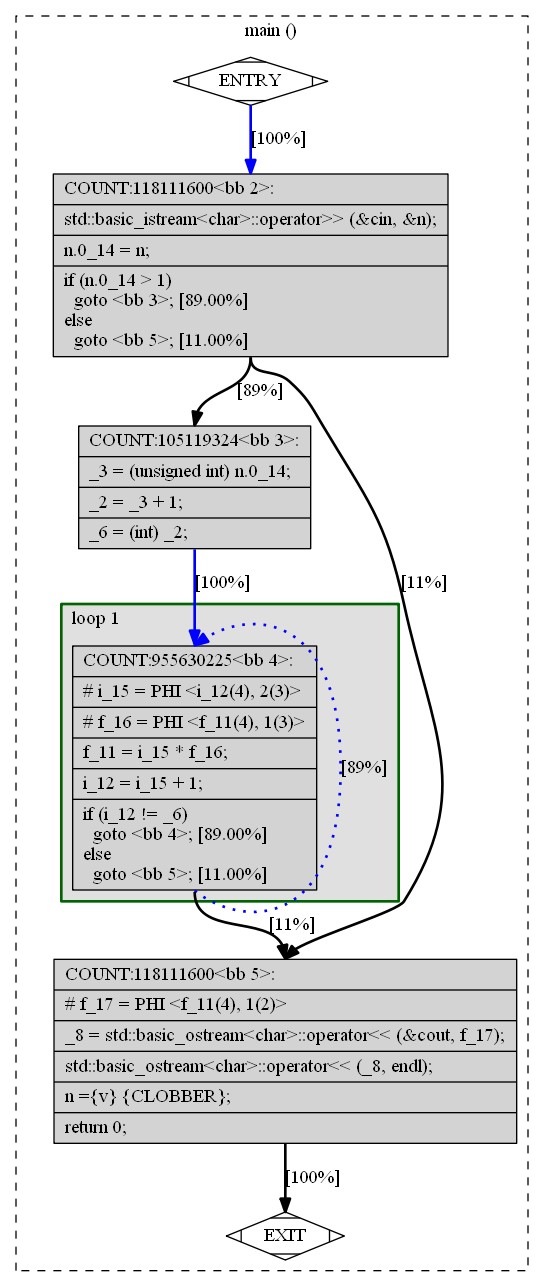 main ()
ENTRY
[100%]
COUNT:118111600<bb 2>:
std::basic_istream<char>::operator>> (&cin, &n);
n.0_14 = n;
if (n.0_14 > 1)
goto <bb 3>; [89.00%]
else
goto <bb 5>; [11.00%]
[89%]
COUNT:105119324<bb 3>:
_3 = (unsigned int) n.0_14;
_2 = _3 + 1;
_6 = (int) _2;
[100%]
[11%]
loop 1
COUNT:955630225<bb 4>:
# i_15 = PHI <i_12(4), 2(3)>
# f_16 = PHI <f_11(4), 1(3)>
f_11 = i_15 * f_16;
i_12 = i_15 + 1;
if (i_12 != _6)
goto <bb 4>; [89.00%]
else
goto <bb 5>; [11.00%]
[89%]
[11%]
COUNT:118111600<bb 5>:
# f_17 = PHI <f_11(4), 1(2)>
_8 = std::basic_ostream<char>::operator<< (&cout, f_17);
std::basic_ostream<char>::operator<< (_8, endl);
n ={v} {CLOBBER};
return 0;
[100%]
EXIT